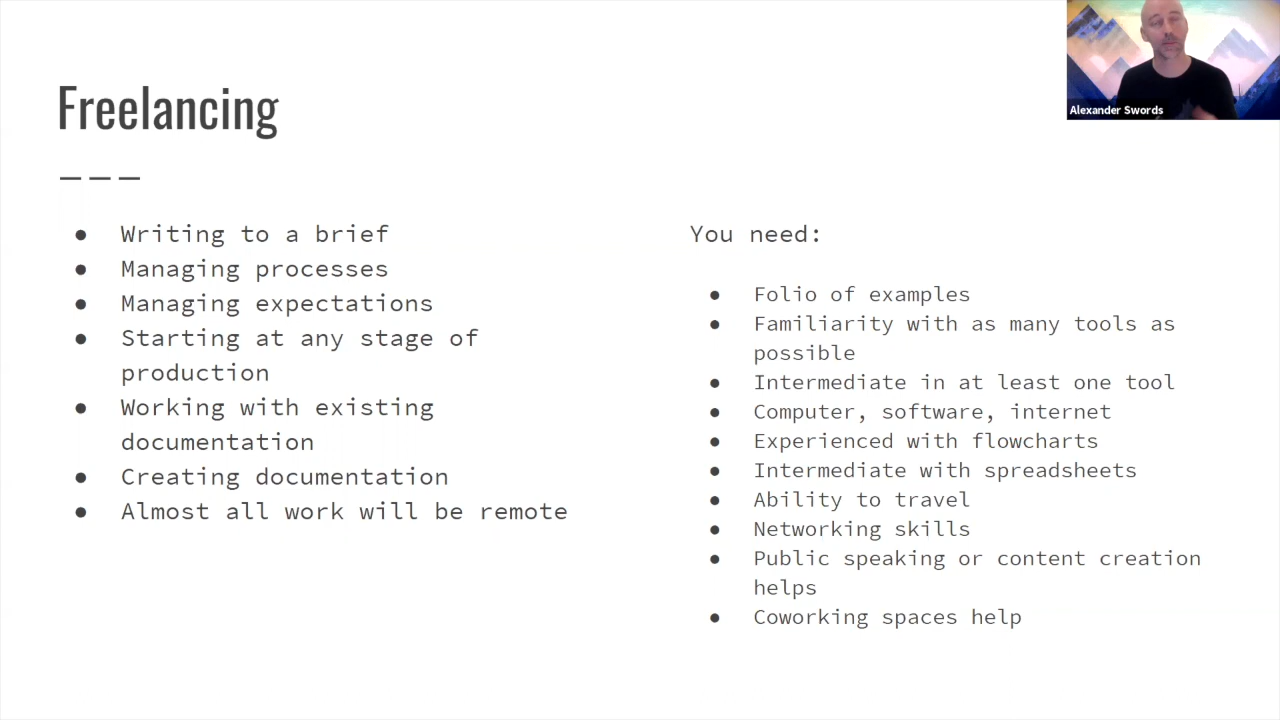 Freelancing
● Writing to a brief
● Managing processes
● Managing expectations
● Starting at any stage of
production
● Working with existing
documentation
● Creating documentation
● Almost all work will be remote
You need:
● Folio of examples
● Familiarity with as many tools as
possible
● Intermediate in at least one tool
● Computer, software, internet
● Experienced with flowcharts
● Intermediate with spreadsheets
● Ability to travel
● Networking skills
● Public speaking or content creation
helps
● Coworking spaces help
Alexander Swords